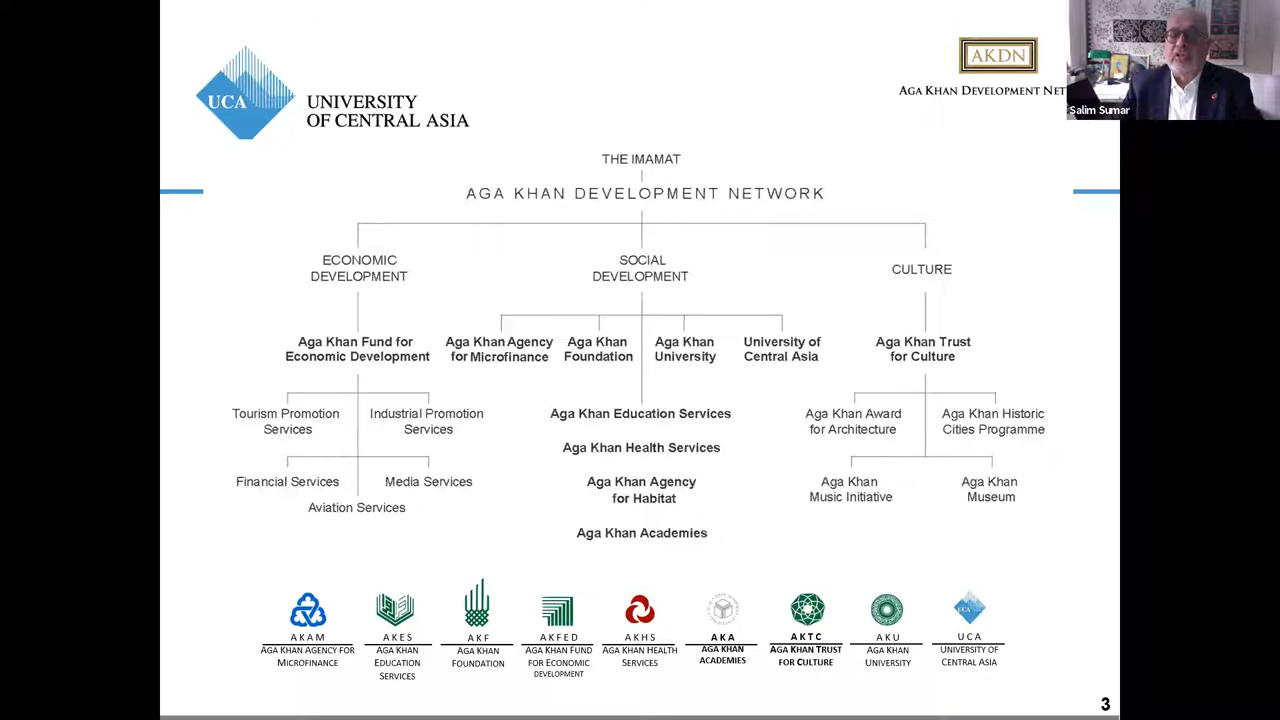 UCA
UNIVERSITY
OF CENTRAL ASIA
AKDN
AGA KHAN DEVELOPMENT NET
Salim Sumar
THE IMAMAT
AGA KHAN DEVELOPMENT NETWORK
ECONOMIC
DEVELOPMENT
SOCIAL
DEVELOPMENT
CULTURE
Aga Khan Fund for
Economic Development
Aga Khan Agency
for Microfinance
Aga Khan
Foundation
Aga Khan
University
University of
Central Asia
Aga Khan Trust
for Culture
Tourism Promotion
Services
Industrial Promotion
Services
Financial Services
Media Services
Aviation Services
Aga Khan Education Services
Aga Khan Health Services
Aga Khan Agency
for Habitat
Aga Khan Academies
Aga Khan Award
for Architecture
Aga Khan Historic
Cities Programme
Aga Khan
Music Initiative
Aga Khan
Museum
AKAM
AGA KHAN AGENCY FOR
MICROFINANCE
AKES
AGA KHAN
EDUCATION
SERVICES
AKF
AGA KHAN
FOUNDATION
AKFED
AGA KHAN FUND
FOR ECONOMIC
DEVELOPMENT
AKHS
AGA KHAN HEALTH
SERVICES
AKA
AGA KHAN
ACADEMIES
AKTC
AGA KHAN TRUST
FOR CULTURE
AKU
AGA KHAN
UNIVERSITY
UCA
UCA
UNIVERSITY OF
CENTRAL ASIA
3